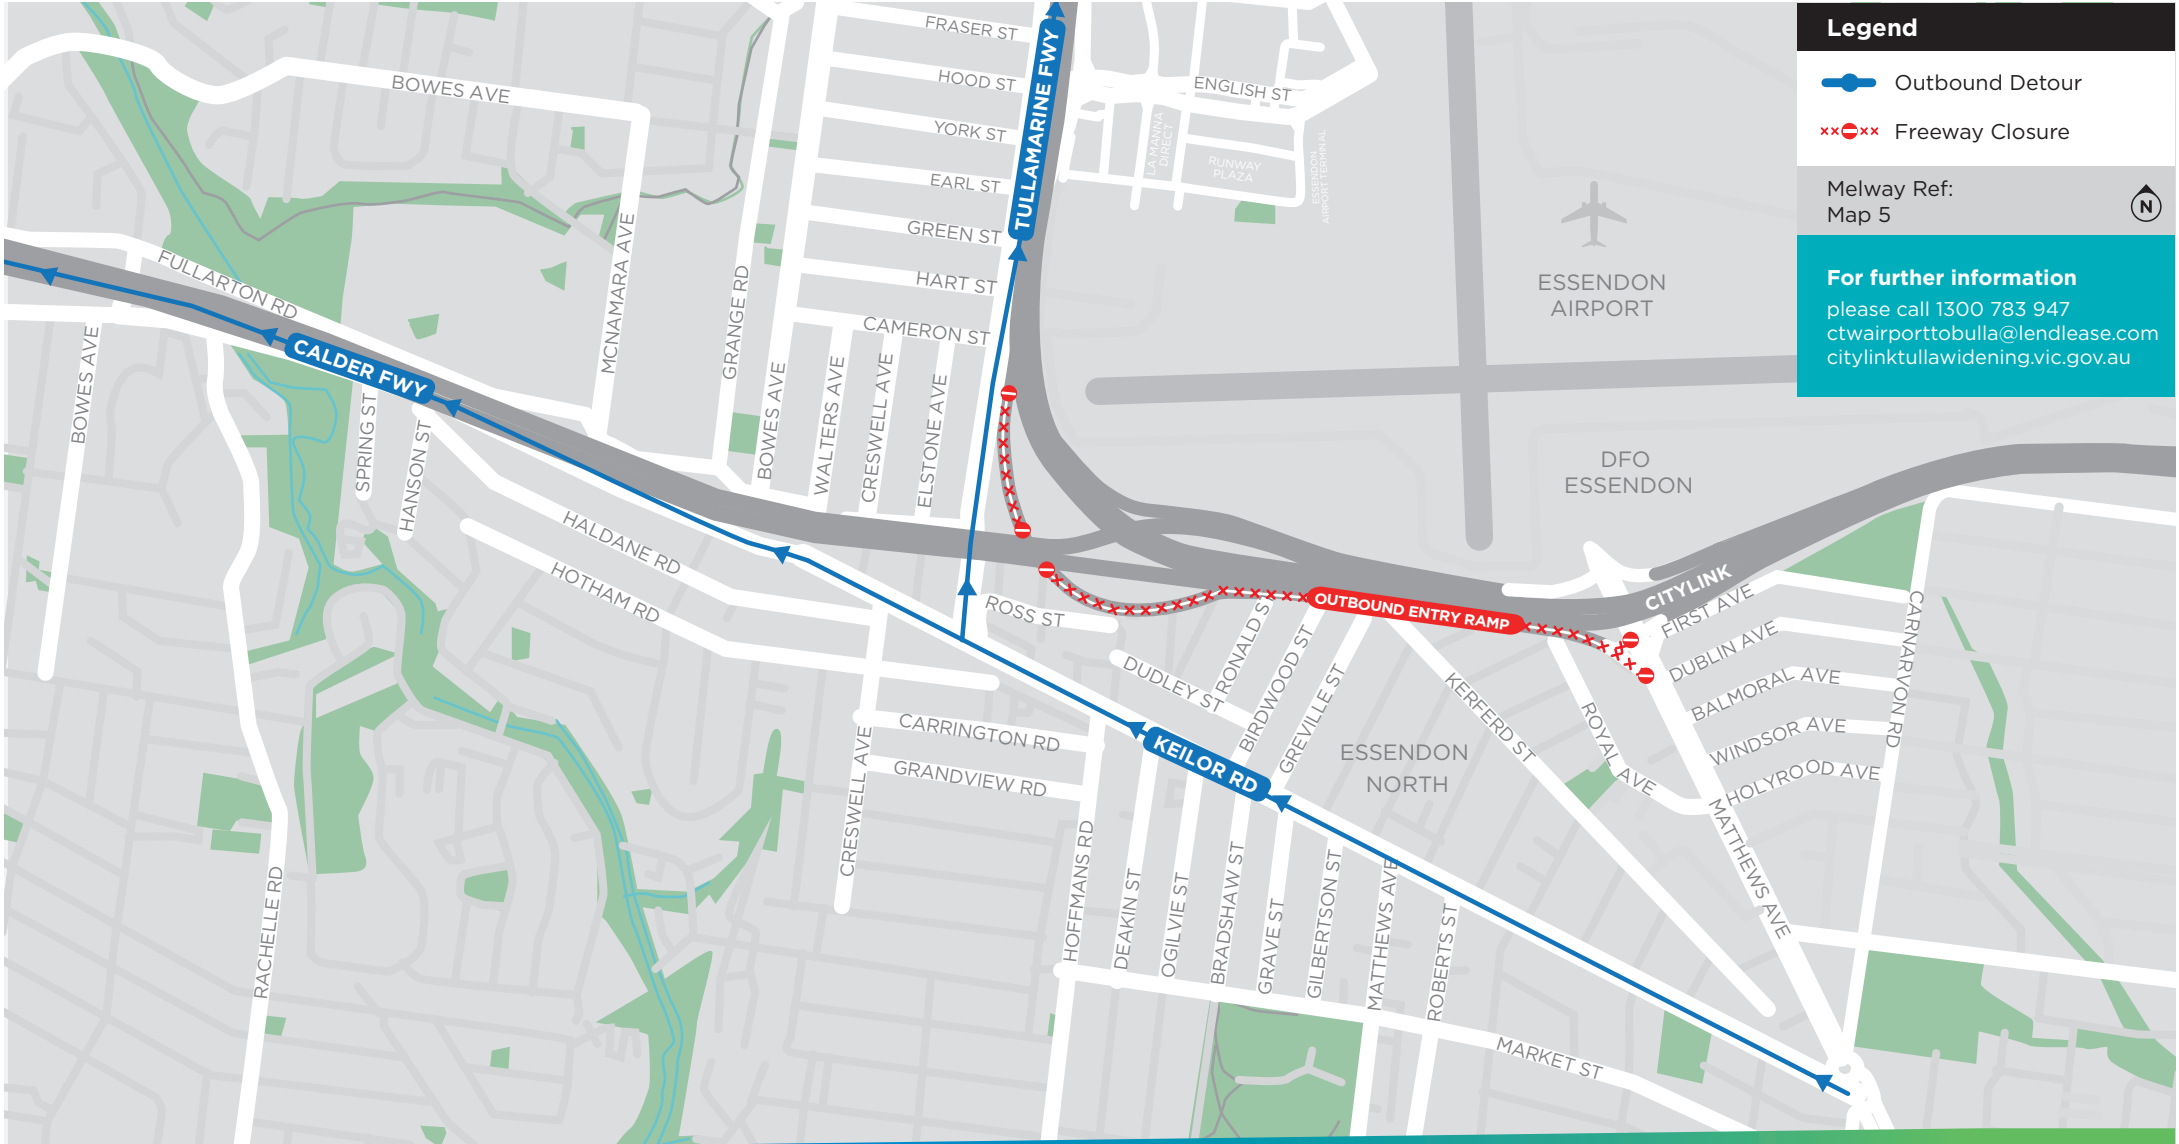 Legend
Outbound Detour
Freeway Closure
Melway Ref:
Map 5
N
For further information
please call 1300 783 947
ctwairporttobulla@lendlease.com
citylinktullawidening.vic.gov.au
FRASER ST
HOOD ST
YORK ST
EARL ST
GREEN ST
HART ST
CAMERON ST
TULLAMARINE FWY
ENGLISH ST
LA MANNA
DIRECT
RUNWAY
PLAZA
ESSENDON
AIRPORT TERMINAL
ESSENDON
AIRPORT
DFO
ESSENDON
BOWES AVE
FULLARTON RD
MCNAMARA AVE
GRANGE RD
BOWES AVE
WALTERS AVE
CRESWELL AVE
ELSTONE AVE
CALDER FWY
BOWES AVE
SPRING ST
HANSON ST
HALDANE RD
HOTHAM RD
ROSS ST
DUDLEY ST
RONALD S
BIRDWOOD ST
GREVILLE ST
OUTBOUND ENTRY RAMP
CITYLINK
FIRST AVE
DUBLIN AVE
BALMORAL AVE
WINDSOR AVE
HOLYROOD AVE
CARNARVON RD
KERFERD ST
ROYAL AVE
MATTHEWS AVE
ESSENDON
NORTH
KEILOR RD
CARRINGTON RD
GRANDVIEW RD
CRESWELL AVE
RACHELLE RD
HOFFMANS RD
DEAKIN ST
OGILVIE ST
BRADSHAW ST
GRAVE ST
GILBERTSON ST
MATTHEWS AVE
ROBERTS ST
MARKET ST